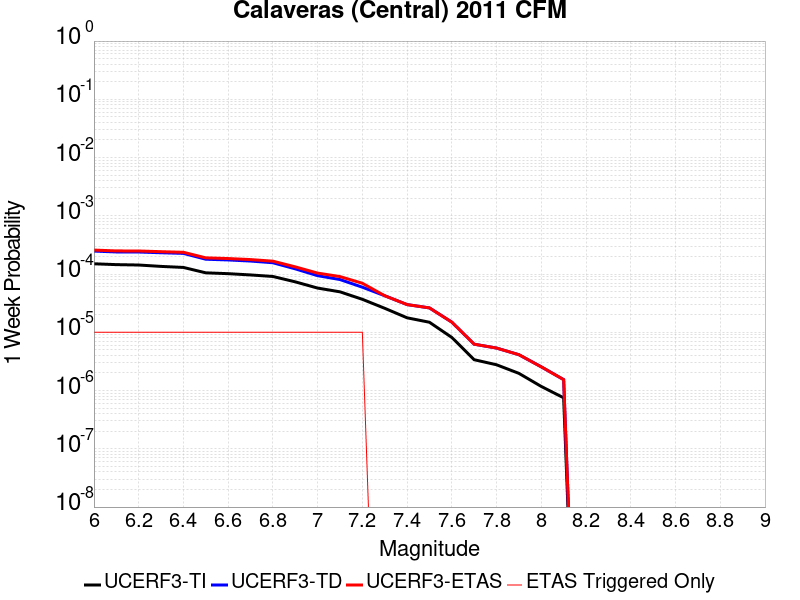 Calaveras (Central) 2011 CFM
10^0
10^-1
10^-2
10^-3
10^-4
10^-5
10^-6
10^-7
10^-8
1 Week Probability
6 6.2 6.4 6.6 6.8 7 7.2 7.4 7.6 7.8 8 8.2 8.4 8.6 8.8 9
Magnitude
UCERF3-TI UCERF3-TD UCERF3-ETAS ETAS Triggered Only